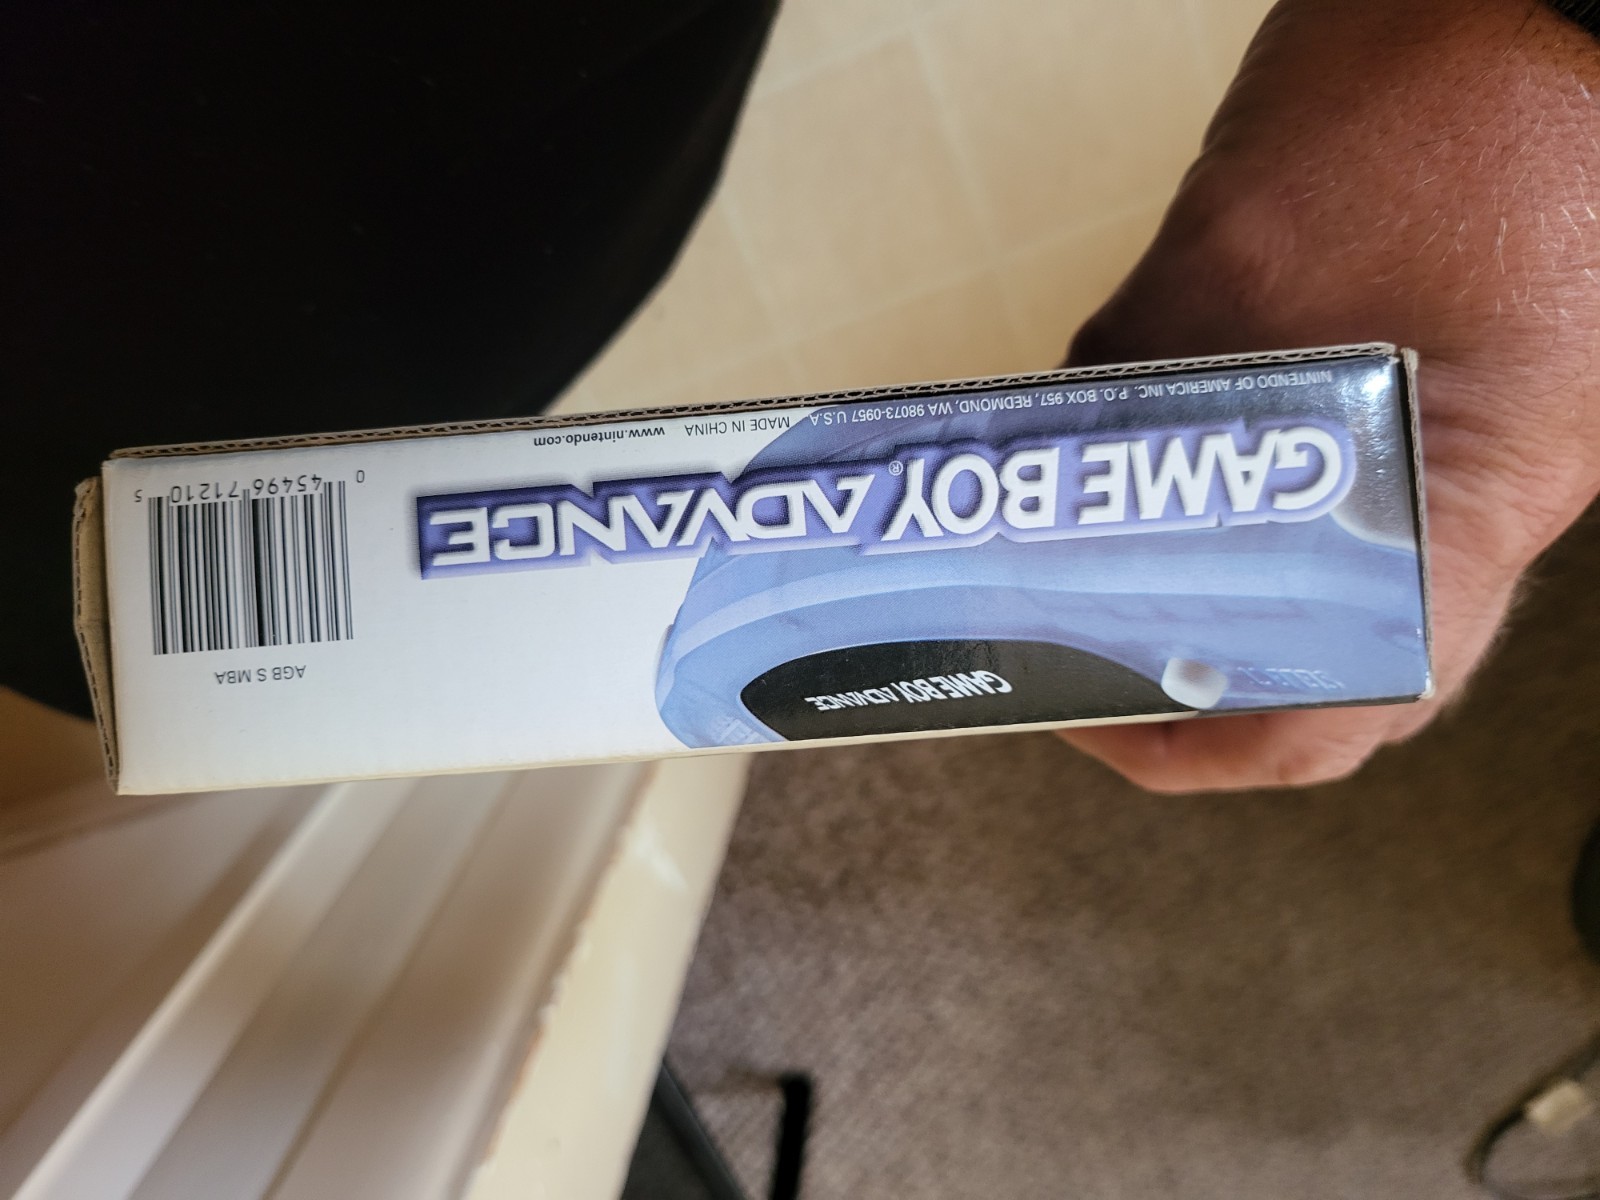 GAME BOY ADVANCE
SELECT
GAME BOY® ADVANCE
NINTENDO OF AMERICA INC. P.O. BOX 957, REDMOND, WA 98073-0957 U.S.A.
MADE IN CHINA www.nintendo.com
AGB S MBA
0 45496 71210 5